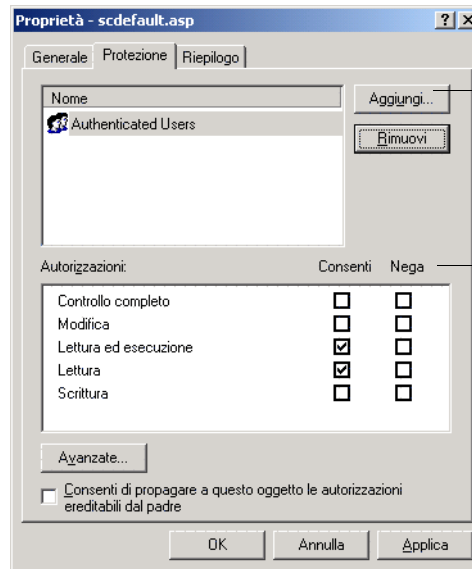 Proprietà - scdefault.asp
Generale Protezione Riepilogo
Nome
Aggiungi...
Authenticated Users
Rimuovi
Autorizzazioni: Consenti Nega
Controllo completo
Modifica
Lettura ed esecuzione
Lettura
Scrittura
Avanzate...
Consenti di propagare a questo oggetto le autorizzazioni
ereditabili dal padre
OK Annulla Applica